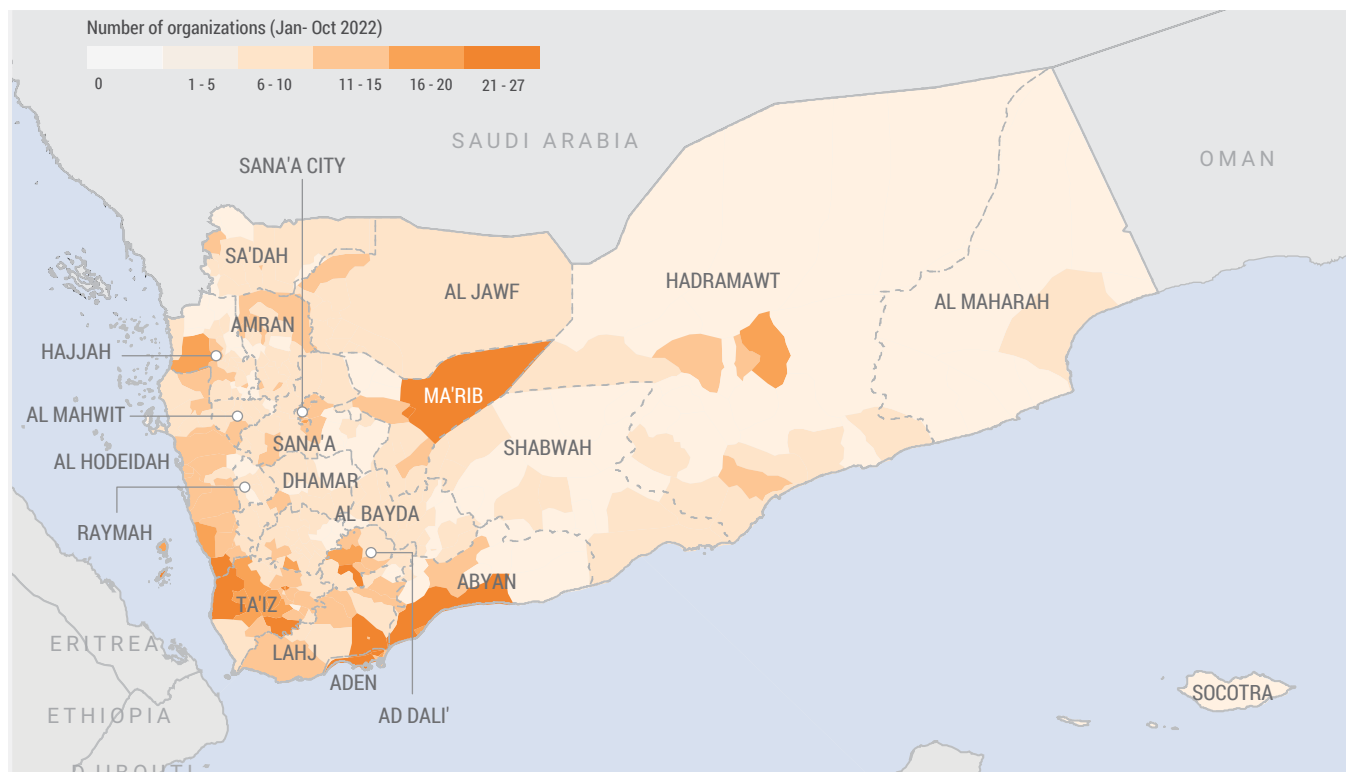 Number of organizations (Jan- Oct 2022)
0 1 - 5 6 - 10 11 - 15 16 - 20 21 - 27
SAUDI ARABIA
OMAN
SANA'A CITY
SA'DAH
HADRAMAWT
AL JAWF
AL MAHARAH
AMRAN
HAJJAH
MA'RIB
AL MAHWIT
SANA'A
SHABWAH
AL HODEIDAH
DHAMAR
AL BAYDA
RAYMAH
ABYAN
TA'IZ
ERITREA
LAHJ
ADEN
SOCOTRA
ETHIOPIA
AD DALI'
DJIBOUTI